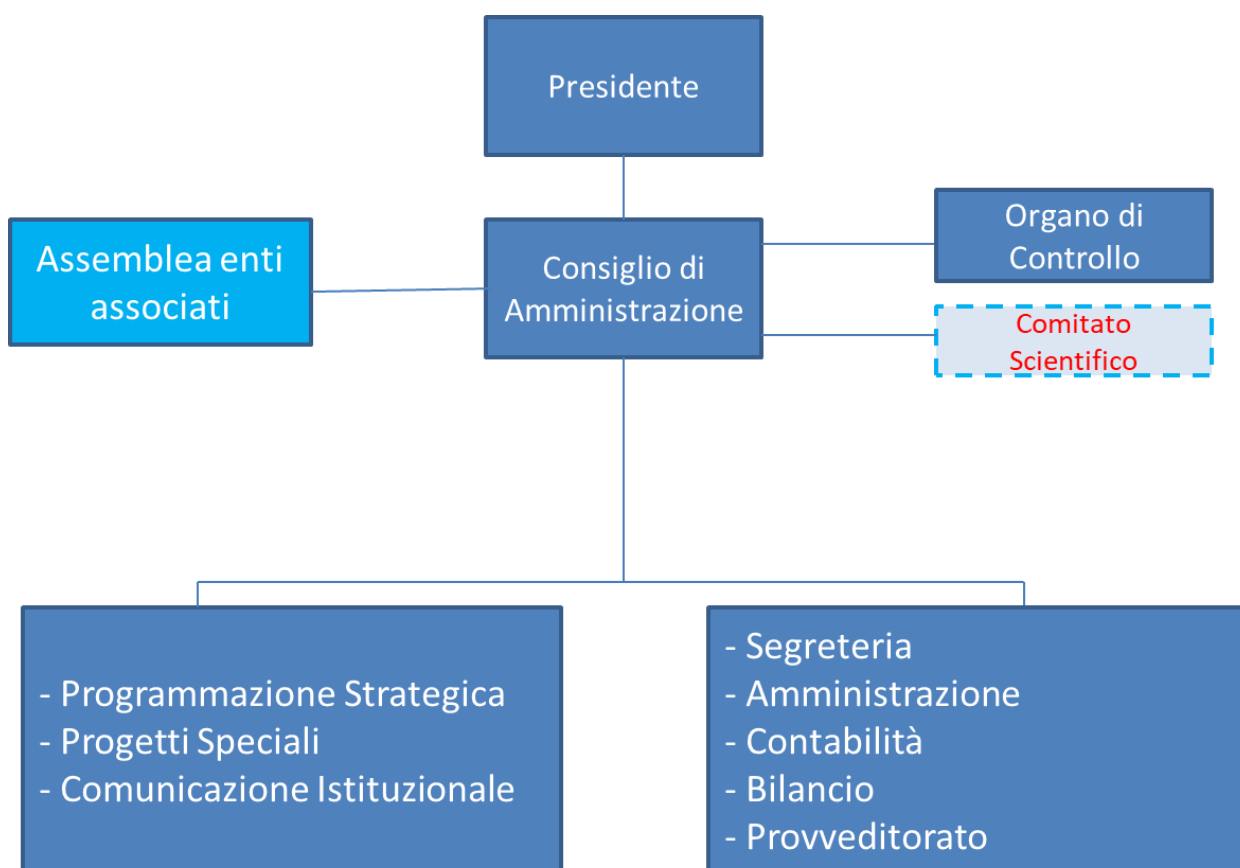 Presidente
Assemblea enti
associati
Consiglio di
Amministrazione
Organo di
Controllo
Comitato
Scientifico
- Programmazione Strategica
- Progetti Speciali
- Comunicazione Istituzionale
- Segreteria
- Amministrazione
- Contabilità
- Bilancio
- Provveditorato